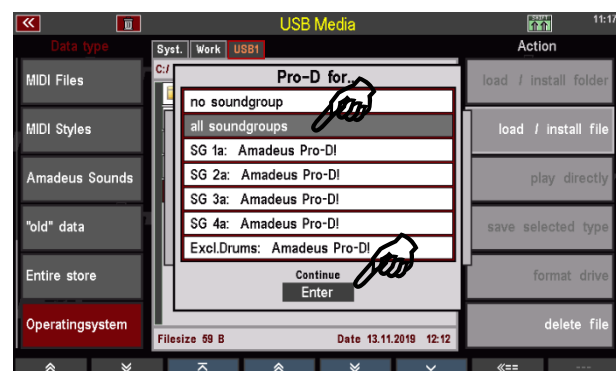 USB Media
11:17
Data type
Syst. Work USB1
Action
C:/
Pro-D for...
MIDI Files
no soundgroup
load / install folder
MIDI Styles
all soundgroups
load / install file
SG 1a: Amadeus Pro-D!
Amadeus Sounds
SG 2a: Amadeus Pro-D!
play directly
SG 3a: Amadeus Pro-D!
"old" data
SG 4a: Amadeus Pro-D!
save selected type
Excl.Drums: Amadeus Pro-D!
Entire store
Continue
format drive
Enter
Operatingsystem
delete file
Filesize 59 B
Date 13.11.2019 12:12
«==
---